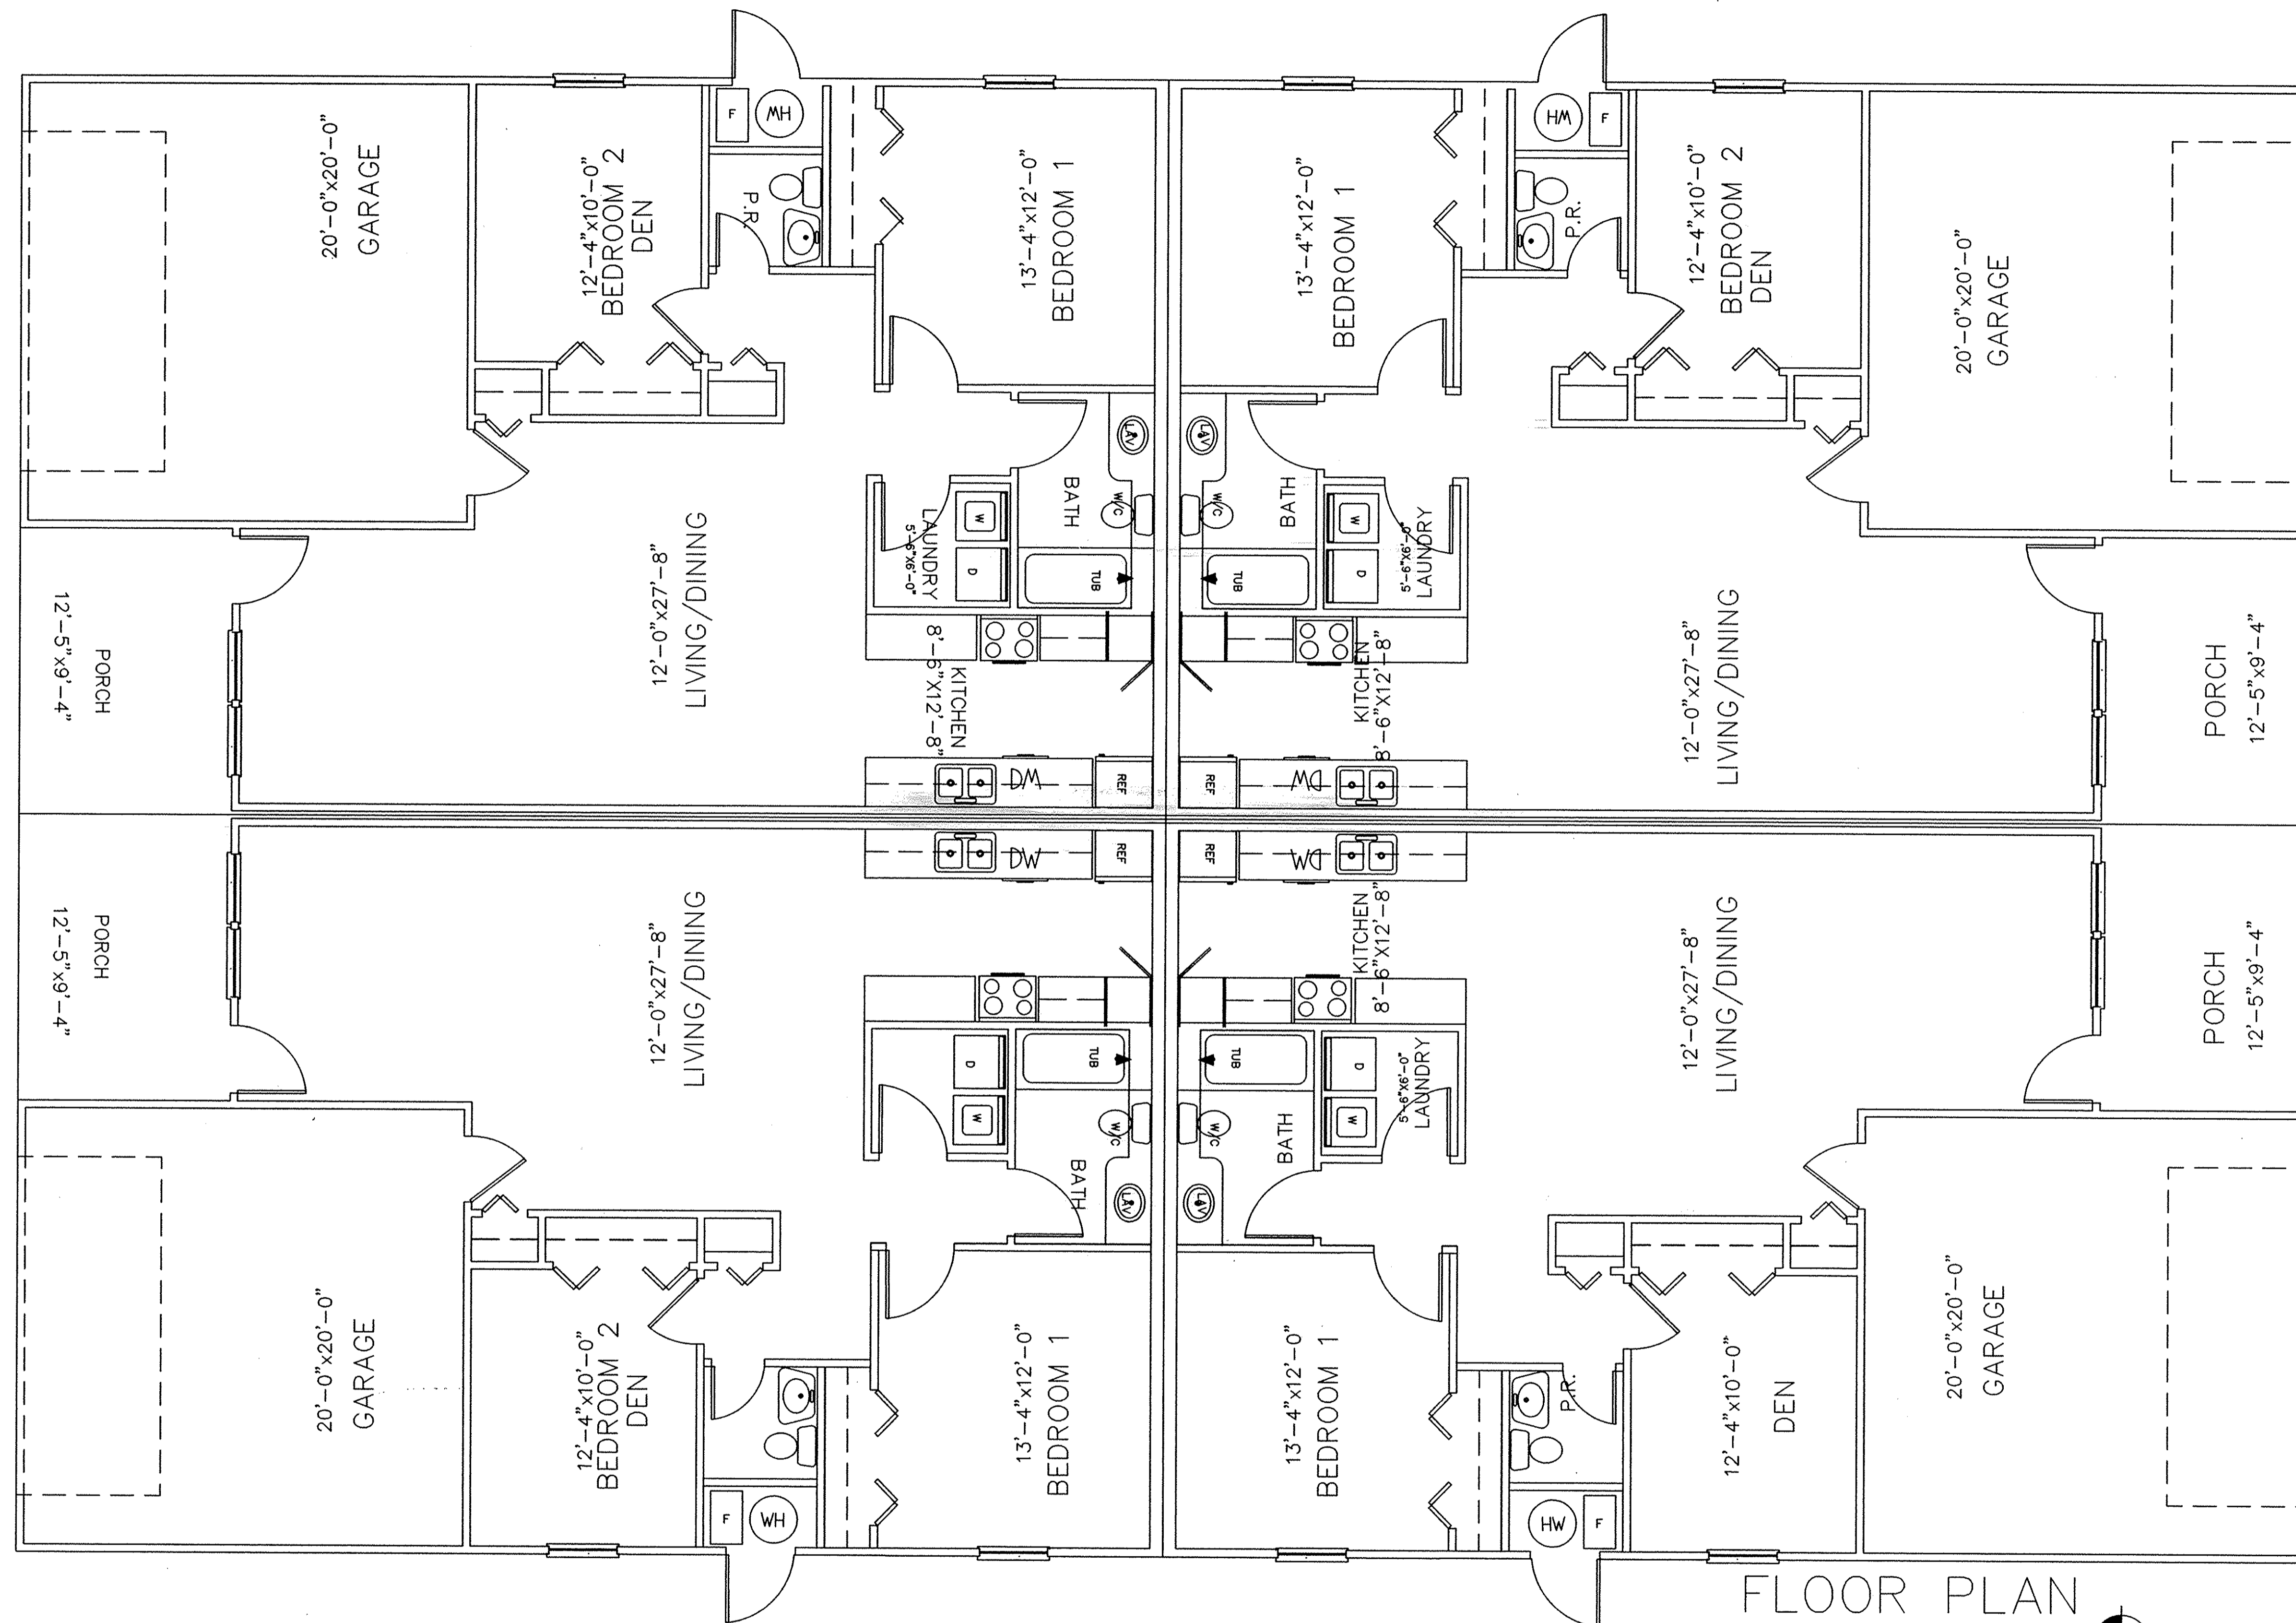 20'-0"x20'-0"
GARAGE
12'-4"x10'-0"
BEDROOM 2
DEN
F
WH
P.R.
13'-4"x12'-0"
BEDROOM 1
13'-4"x12'-0"
BEDROOM 1
HW
F
P.R.
12'-4"x10'-0"
BEDROOM 2
DEN
20'-0"x20'-0"
GARAGE
12'-5"x9'-4"
PORCH
12'-0"x27'-8"
LIVING/DINING
LAUNDRY
5'-6"X6'-0"
W
D
BATH
LAV
W/C
TUB
KITCHEN
8'-6"X12'-8"
DW
REF
LAV
W/C
TUB
BATH
W
D
5'-6"X6'-0"
LAUNDRY
KITCHEN
8'-6"X12'-8"
REF
DW
12'-0"x27'-8"
LIVING/DINING
PORCH
12'-5"x9'-4"
12'-5"x9'-4"
PORCH
12'-0"x27'-8"
LIVING/DINING
DW
REF
D
W
TUB
W/C
LAV
BATH
REF
DW
KITCHEN
8'-6"X12'-8"
TUB
W/C
LAV
BATH
D
W
5'-6"X6'-0"
LAUNDRY
12'-0"x27'-8"
LIVING/DINING
PORCH
12'-5"x9'-4"
20'-0"x20'-0"
GARAGE
12'-4"x10'-0"
BEDROOM 2
DEN
F
WH
13'-4"x12'-0"
BEDROOM 1
13'-4"x12'-0"
BEDROOM 1
P.R.
HW
F
12'-4"x10'-0"
DEN
20'-0"x20'-0"
GARAGE
FLOOR PLAN